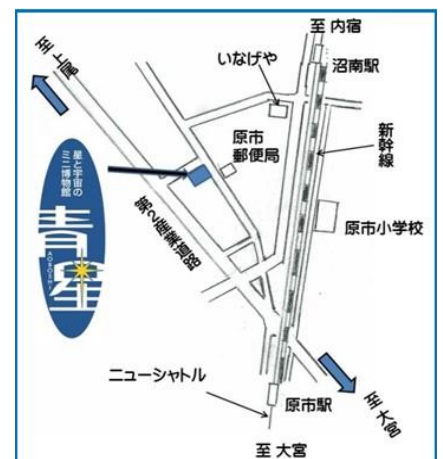 至 内宿
至上尾
いなげや
沼南駅
原市
郵便局
新幹線
星と宇宙の
ミニ博物館
青星
AOBOSHI
第2産業道路
原市小学校
ニューシャトル
原市駅
至大宮
至 大宮